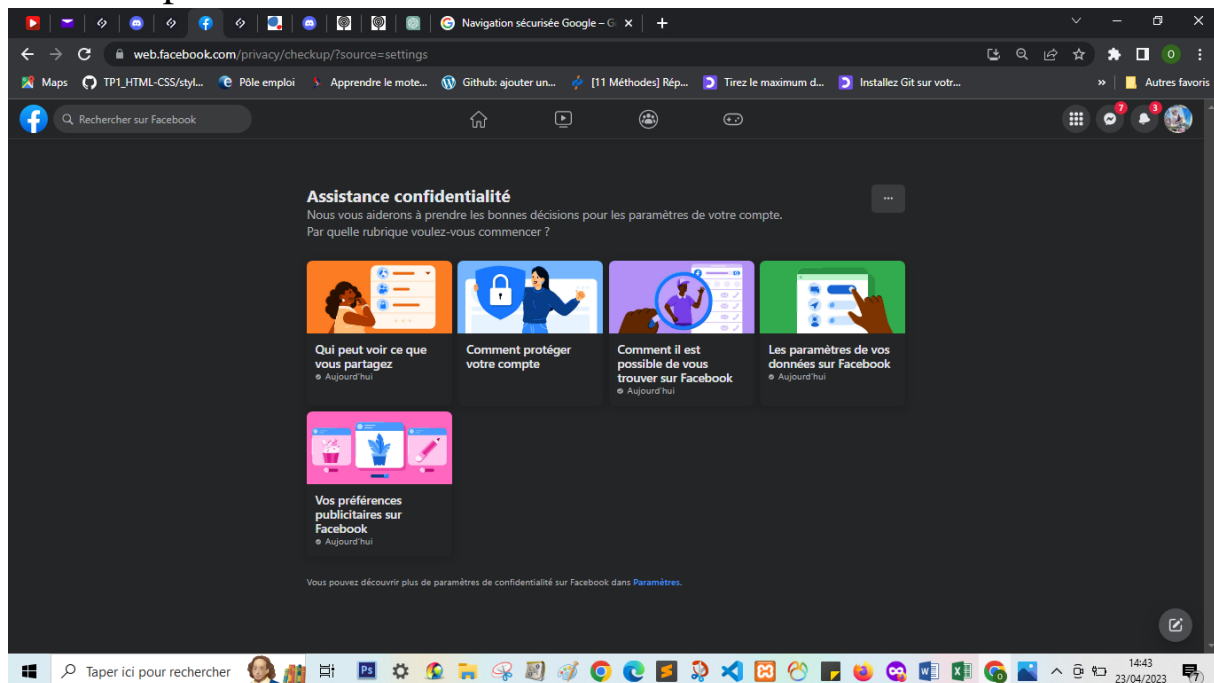 Navigation sécurisée Google – G
web.facebook.com/privacy/checkup/?source=settings
O
Maps
TP1_HTML-CSS/styl...
Pôle emploi
Apprendre le mote...
Github: ajouter un...
[11 Méthodes] Rép...
Tirez le maximum d...
Installez Git sur votr...
»
Autres favoris
Rechercher sur Facebook
7
3
Assistance confidentialité
Nous vous aiderons à prendre les bonnes décisions pour les paramètres de votre compte.
Par quelle rubrique voulez-vous commencer ?
Qui peut voir ce que
vous partagez
Aujourd'hui
Comment protéger
votre compte
Comment il est
possible de vous
trouver sur Facebook
Aujourd'hui
Les paramètres de vos
données sur Facebook
Aujourd'hui
Vos préférences
publicitaires sur
Facebook
Aujourd'hui
Vous pouvez découvrir plus de paramètres de confidentialité sur Facebook dans Paramètres.
Taper ici pour rechercher
Ps
14:43
23/04/2023
7